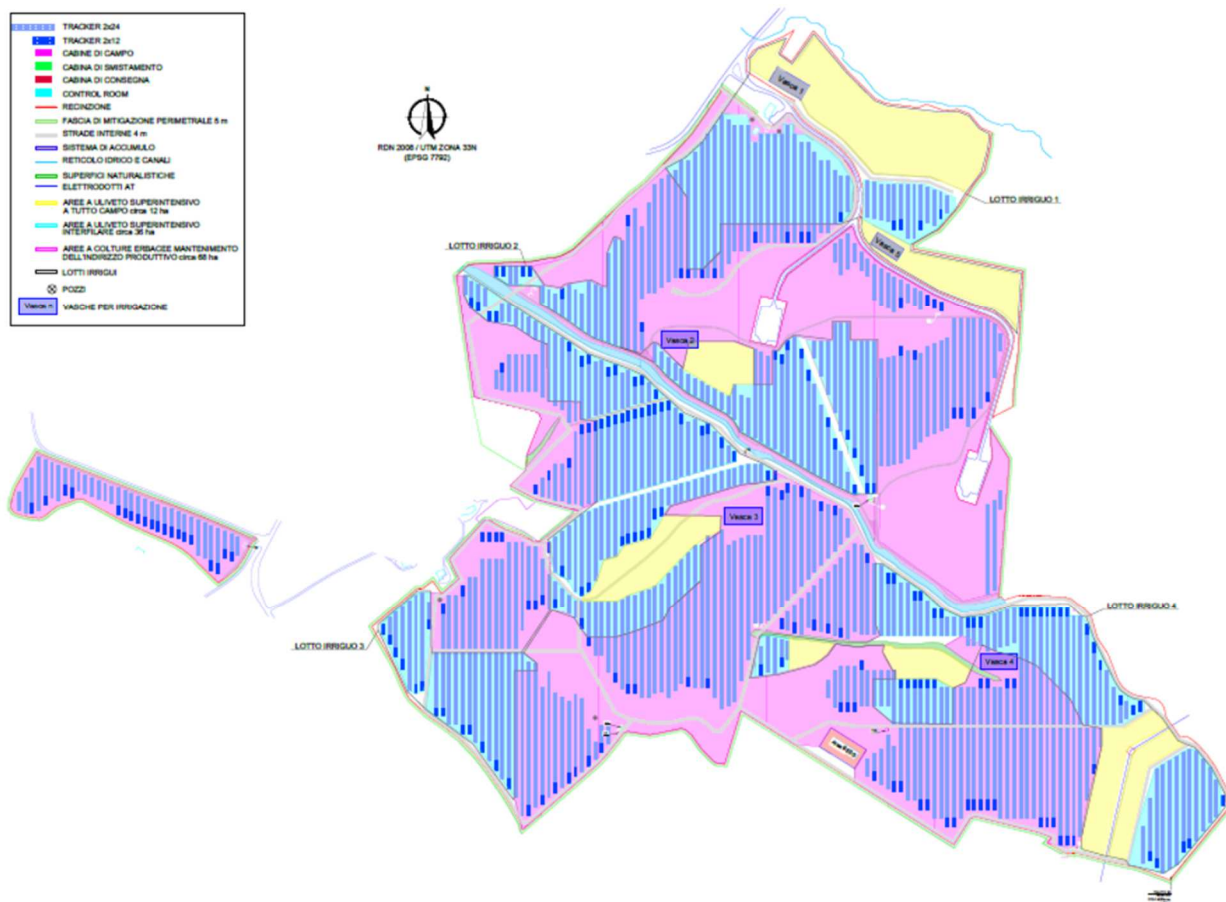 TRACKER 2x24
TRACKER 2x12
CABINE DI CAMPO
CABINA DI SMISTAMENTO
CABINA DI CONSEGNA
CONTROL ROOM
RECINZIONE
FASCIA DI MITIGAZIONE PERIMETRALE 5 m
STRADE INTERNE 4 m
SISTEMA DI ACCUMULO
RETICOLO IDRICO E CANALI
SUPERFICI NATURALISTICHE
ELETTRODOTTI AT
AREE A ULIVETO SUPERINTENSIVO
A TUTTO CAMPO circa 12 ha
AREE A ULIVETO SUPERINTENSIVO
INTERFILARE circa 36 ha
AREE A COLTURE ERBACEE MANTENIMENTO
DELL'INDIRIZZO PRODUTTIVO circa 68 ha
LOTTI IRRIGUI
POZZI
Vasca n
VASCHE PER IRRIGAZIONE
N
RDN 2008 / UTM ZONA 33N
(EPSG 7792)
Vasca 1
LOTTO IRRIGUO 1
LOTTO IRRIGUO 2
Vasca 5
Vasca 2
Vasca 3
LOTTO IRRIGUO 4
LOTTO IRRIGUO 3
Vasca 4